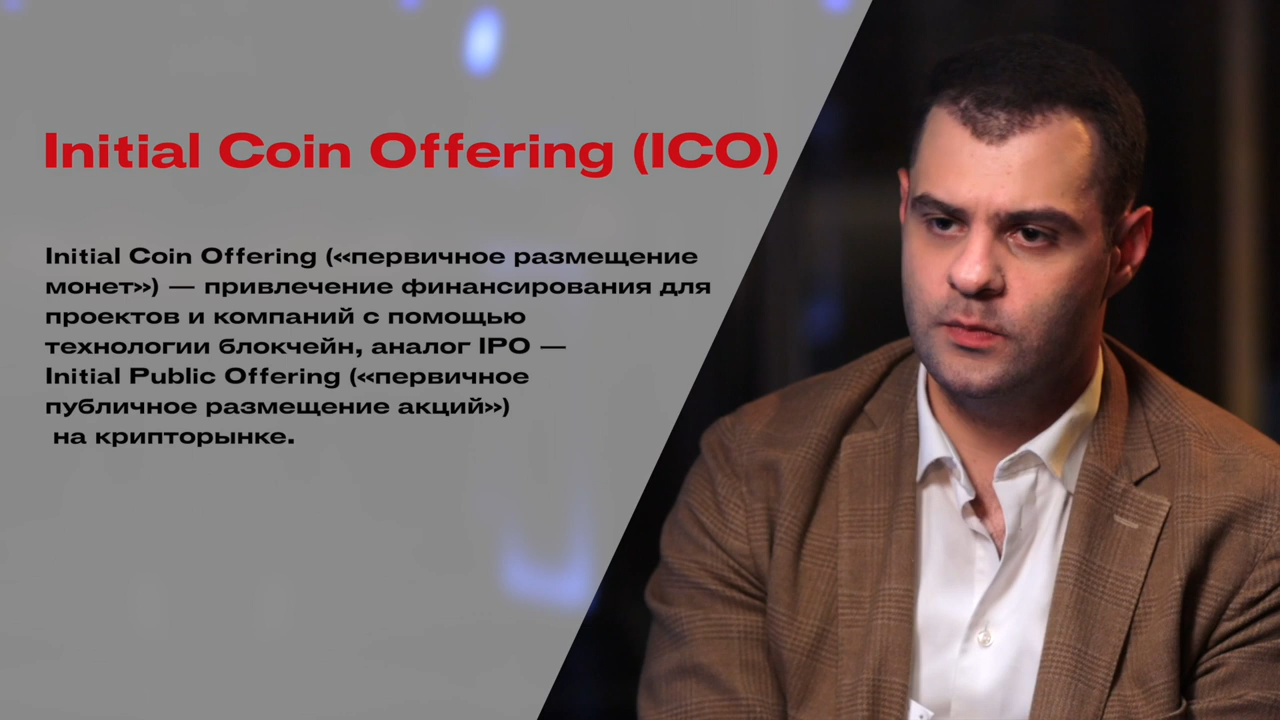 Initial Coin Offering (ICO)
Initial Coin Offering («первичное размещение
монет») — привлечение финансирования для
проектов и компаний с помощью
технологии блокчейн, аналог IPO —
Initial Public Offering («первичное
публичное размещение акций»)
на крипторынке.